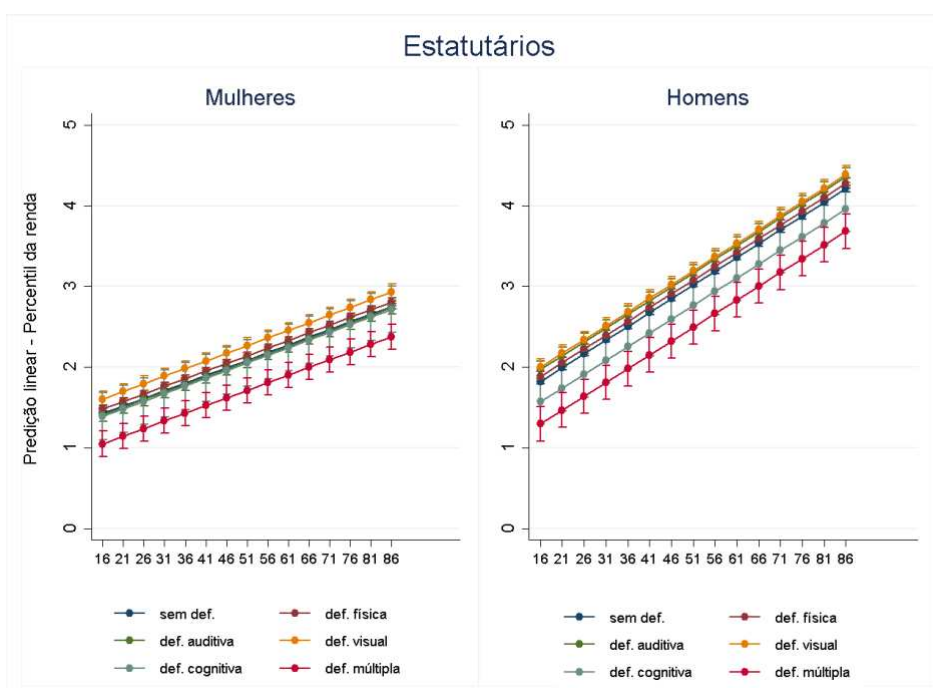 Estatutários
Mulheres
Homens
Predição linear - Percentil da renda
5
4
3
2
1
0
16 21 26 31 36 41 46 51 56 61 66 71 76 81 86
sem def. def. física
def. auditiva def. visual
def. cognitiva def. múltipla
5
4
3
2
1
0
16 21 26 31 36 41 46 51 56 61 66 71 76 81 86
sem def. def. física
def. auditiva def. visual
def. cognitiva def. múltipla